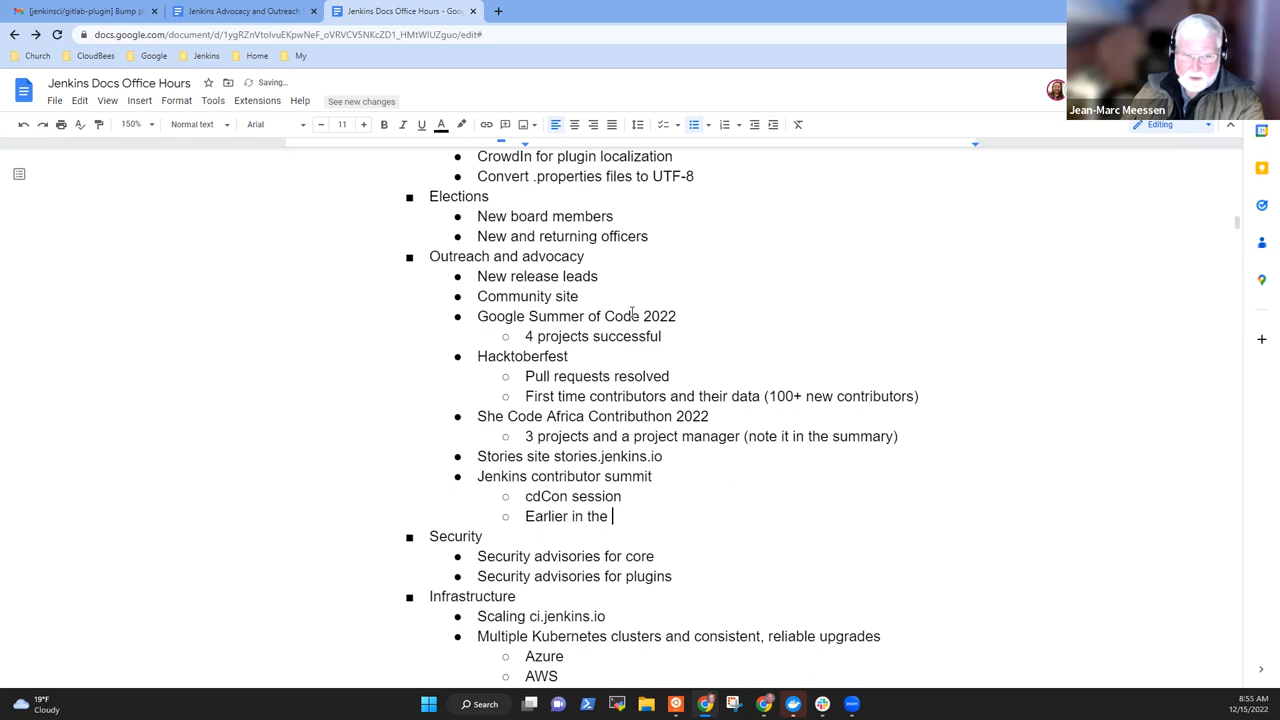 [jenkinsci/gitlab-plugin] Bump p
Jenkins Advocacy and Outreach
Jenkins Docs Office Hours - Goo
docs.google.com/document/d/1ygRZnVtoIvuEKpwNeF_oVRVCV5NKcZD1_HMtWIUZguo/edit#
Church
CloudBees
Google
Jenkins
Home
My
Jenkins Docs Office Hours
Saving...
File Edit View Insert Format Tools Extensions Help
See new changes
150%
Normal text
Arial
11
Editing
Jean-Marc Meessen
CrowdIn for plugin localization
Convert .properties files to UTF-8
Elections
New board members
New and returning officers
Outreach and advocacy
New release leads
Community site
Google Summer of Code 2022
4 projects successful
Hacktoberfest
Pull requests resolved
First time contributors and their data (100+ new contributors)
She Code Africa Contributhon 2022
3 projects and a project manager (note it in the summary)
Stories site stories.jenkins.io
Jenkins contributor summit
cdCon session
Earlier in the
Security
Security advisories for core
Security advisories for plugins
Infrastructure
Scaling ci.jenkins.io
Multiple Kubernetes clusters and consistent, reliable upgrades
Azure
AWS
19°F
Cloudy
Search
8:55 AM
12/15/2022